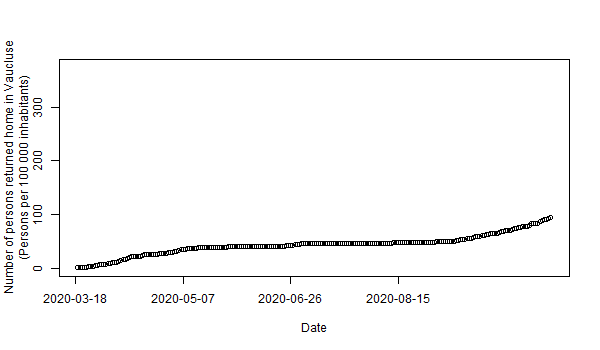 Number of persons returned home in Vaucluse
(Persons per 100 000 inhabitants)
300
200
100
0
2020-03-18 2020-05-07 2020-06-26 2020-08-15
Date